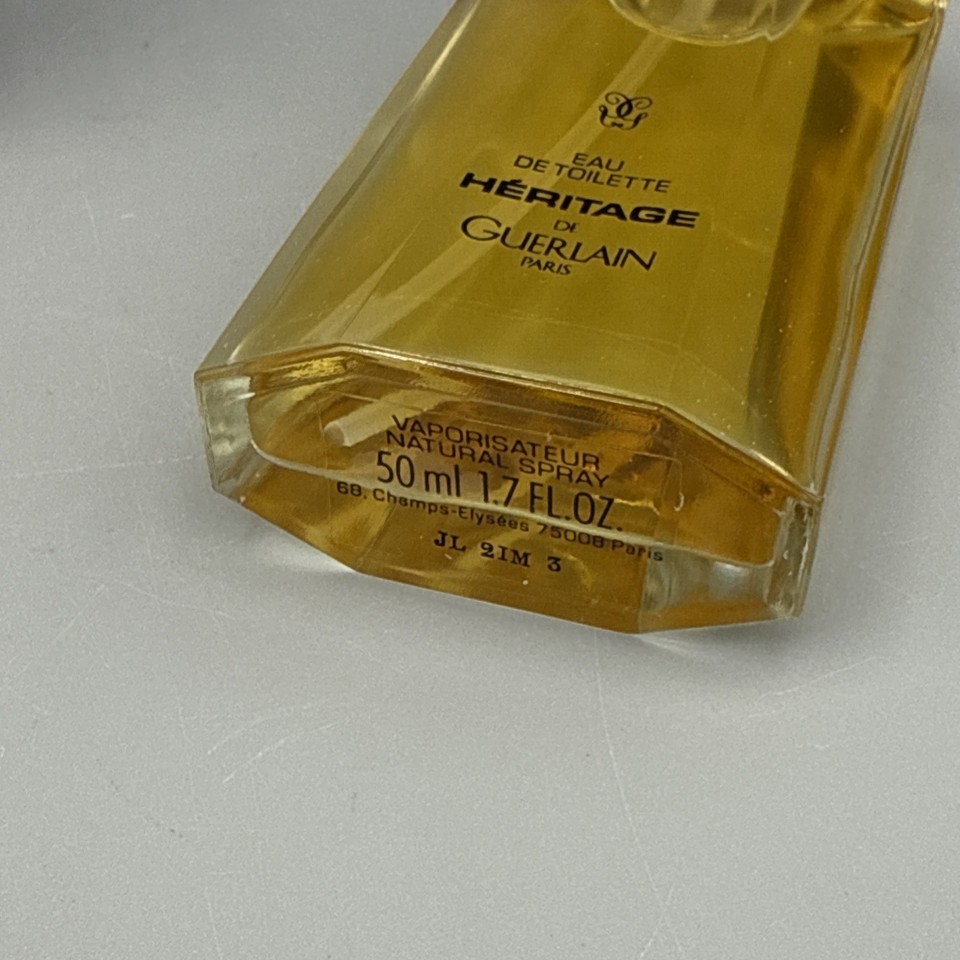 EAU
DE TOILETTE
HÉRITAGE
DE
GUERLAIN
PARIS
VAPORISATEUR
NATURAL SPRAY
50 ml 1.7 FL.OZ.
68, Champs-Elysées 75008 Paris
JL 2IM 3